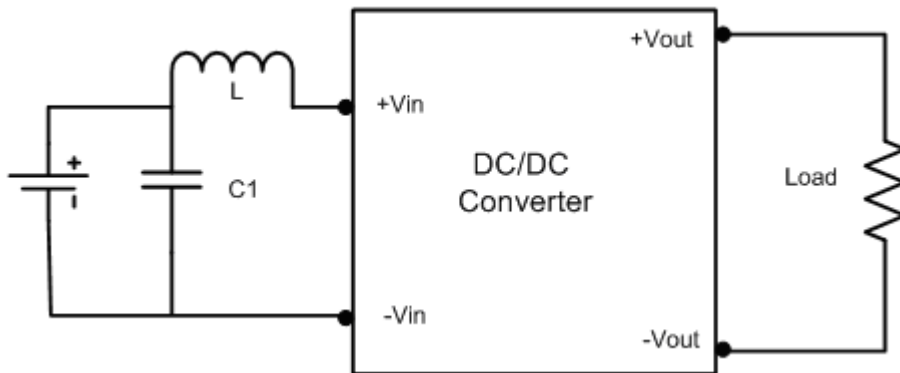 +Vout
L
+Vin
DC/DC
Converter
C1
Load
+
-
-Vin
-Vout